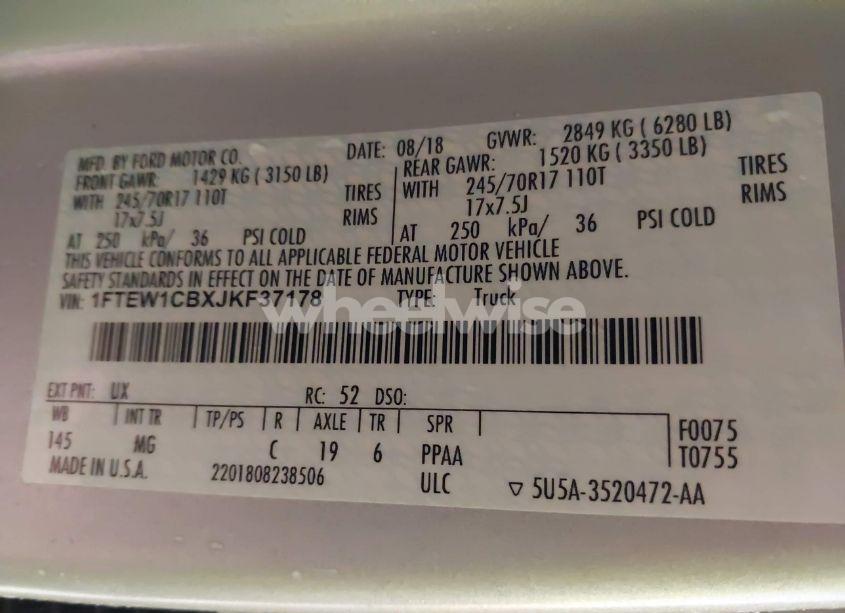 MFD. BY FORD MOTOR CO. DATE: 08/18 GVWR: 2849 KG ( 6280 LB)
FRONT GAWR: 1429 KG ( 3150 LB) REAR GAWR: 1520 KG ( 3350 LB)
WITH 245/70R17 110T TIRES WITH 245/70R17 110T TIRES
17x7.5J RIMS 17x7.5J RIMS
AT 250 kPa/ 36 PSI COLD AT 250 kPa/ 36 PSI COLD
THIS VEHICLE CONFORMS TO ALL APPLICABLE FEDERAL MOTOR VEHICLE
SAFETY STANDARDS IN EFFECT ON THE DATE OF MANUFACTURE SHOWN ABOVE.
VIN: 1FTEW1CBXJKF37178 TYPE: Truck
wheelwise
EXT PNT: UX RC: 52 DSO:
WB INT TR TP/PS R AXLE TR SPR F0075
145 MG C 19 6 PPAA T0755
MADE IN U.S.A. 2201808238506 ULC 5U5A-3520472-AA